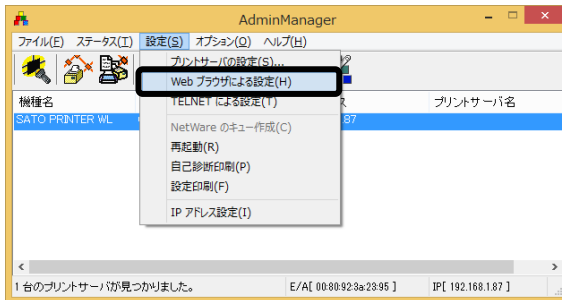 AdminManager
ファイル(F) ステータス(T) 設定(S) オプション(O) ヘルプ(H)
プリントサーバの設定(S)...
Web ブラウザによる設定(H)
TELNET による設定(T)
機種名 ス プリントサーバ名
SATO PRINTER WL 87
NetWare のキュー作成(C)
再起動(R)
自己診断印刷(P)
設定印刷(F)
IP アドレス設定(I)
1 台のプリントサーバが見つかりました。 E/A[ 00:80:92:3a:23:95 ] IP[ 192.168.1.87 ]